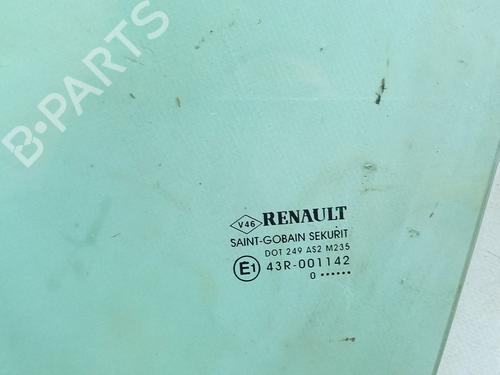 B-PARTS
V46 RENAULT
SAINT-GOBAIN SEKURIT
DOT 249 AS2 M235
E1 43R-001142
0 ••••••